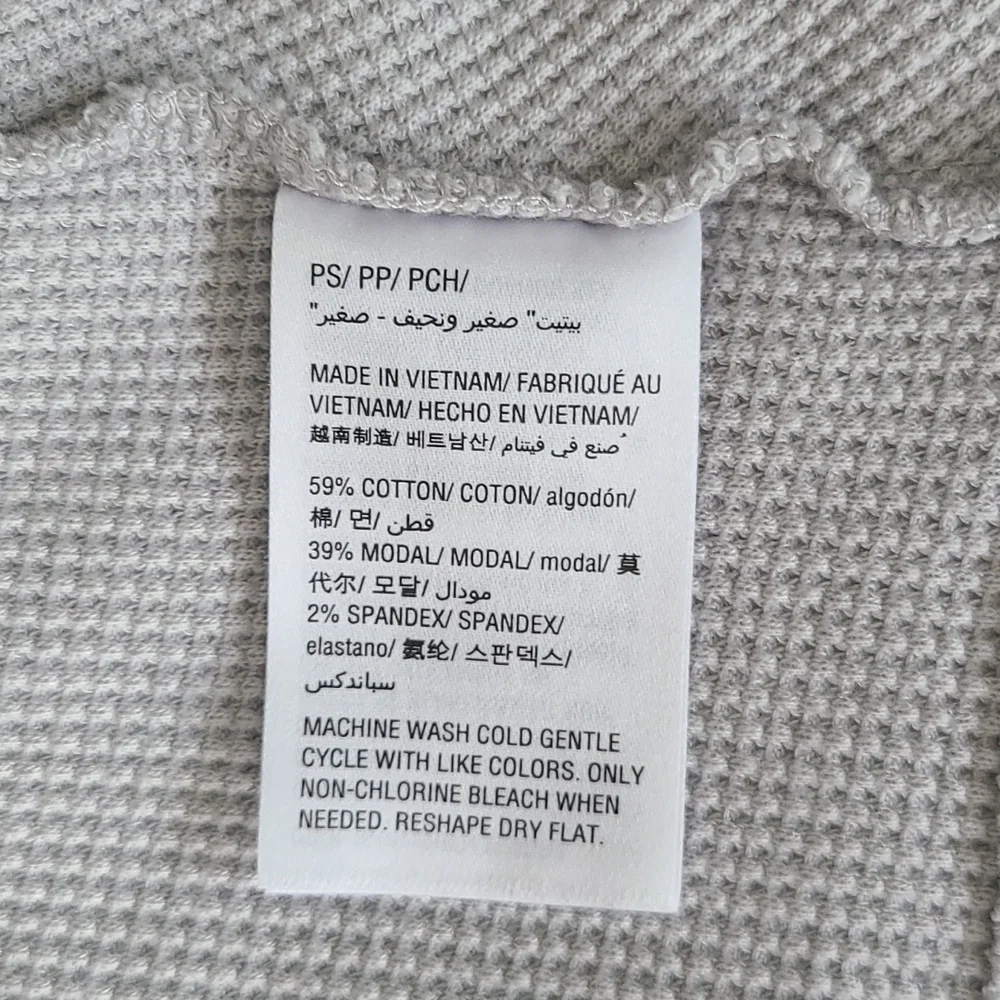 PS/ PP/ PCH/
بيتيت" صغير ونحيف - صغير"
MADE IN VIETNAM/ FABRIQUÉ AU
VIETNAM/ HECHO EN VIETNAM/
越南制造/ 베트남산/ صنع في فيتنام
59% COTTON/ COTON/ algodón/
棉/ 면/ قطن
39% MODAL/ MODAL/ modal/ 莫
代尔/ 모달/ مودال
2% SPANDEX/ SPANDEX/
elastano/ 氨纶/ 스판덱스/
سباندكس
MACHINE WASH COLD GENTLE
CYCLE WITH LIKE COLORS. ONLY
NON-CHLORINE BLEACH WHEN
NEEDED. RESHAPE DRY FLAT.